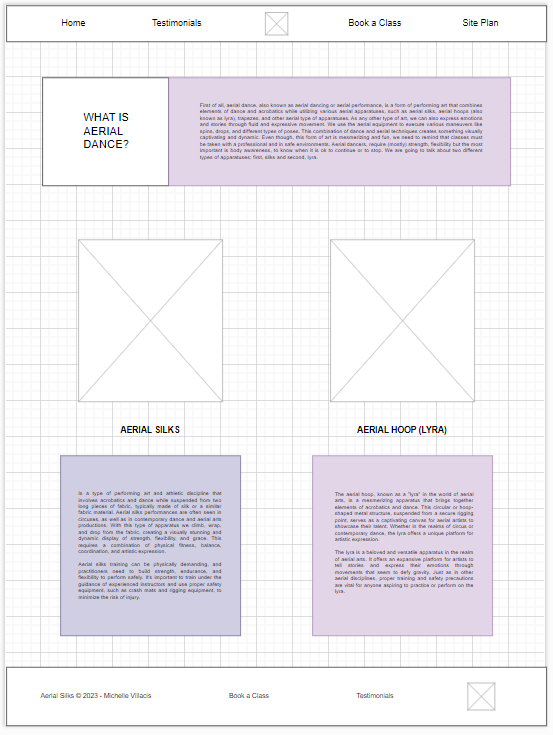 Home
Testimonials
Book a Class
Site Plan
WHAT IS
AERIAL
DANCE?
First of all, aerial dance, also known as aerial dancing or aerial performance, is a form of performing art that combines
elements of dance and acrobatics while utilizing various aerial apparatuses, such as aerial silks, aerial hoops (also
known as lyra), trapezes, and other aerial type of apparatuses. As any other type of art, we can also express emotions
and stories through fluid and expressive movement. We use the aerial equipment to execute various maneuvers like
spins, drops, and different types of poses. This combination of dance and aerial techniques creates something visually
captivating and dynamic. Even though, this form of art is mesmerizing and fun, we need to remind that classes must
be taken with a professional and in safe environments. Aerial dancers, require (mostly) strength, flexibility but the most
important is body awareness, to know when it is ok to continue or to stop. We are going to talk about two different
types of apparatuses; first, silks and second, lyra.
AERIAL SILKS
Is a type of performing art and athletic discipline that
involves acrobatics and dance while suspended from two
long pieces of fabric, typically made of silk or a similar
fabric material. Aerial silks performances are often seen in
circuses, as well as in contemporary dance and aerial arts
productions. With this type of apparatus we climb, wrap,
and drop from the fabric, creating a visually stunning and
dynamic display of strength, flexibility, and grace. This
requires a combination of physical fitness, balance,
coordination, and artistic expression.
Aerial silks training can be physically demanding, and
practitioners need to build strength, endurance, and
flexibility to perform safely. It's important to train under the
guidance of experienced instructors and use proper safety
equipment, such as crash mats and rigging equipment, to
minimize the risk of injury.
AERIAL HOOP (LYRA)
The aerial hoop, known as a "lyra" in the world of aerial
arts, is a mesmerizing apparatus that brings together
elements of acrobatics and dance. This circular or hoop-
shaped metal structure, suspended from a secure rigging
point, serves as a captivating canvas for aerial artists to
showcase their talent. Whether in the realms of circus or
contemporary dance, the lyra offers a unique platform for
artistic expression.
The lyra is a beloved and versatile apparatus in the realm
of aerial arts. It offers an expansive platform for artists to
tell stories and express their emotions through
movements that seem to defy gravity. Just as in other
aerial disciplines, proper training and safety precautions
are vital for anyone aspiring to practice or perform on the
lyra.
Aerial Silks © 2023 - Michelle Villacis
Book a Class
Testimonials